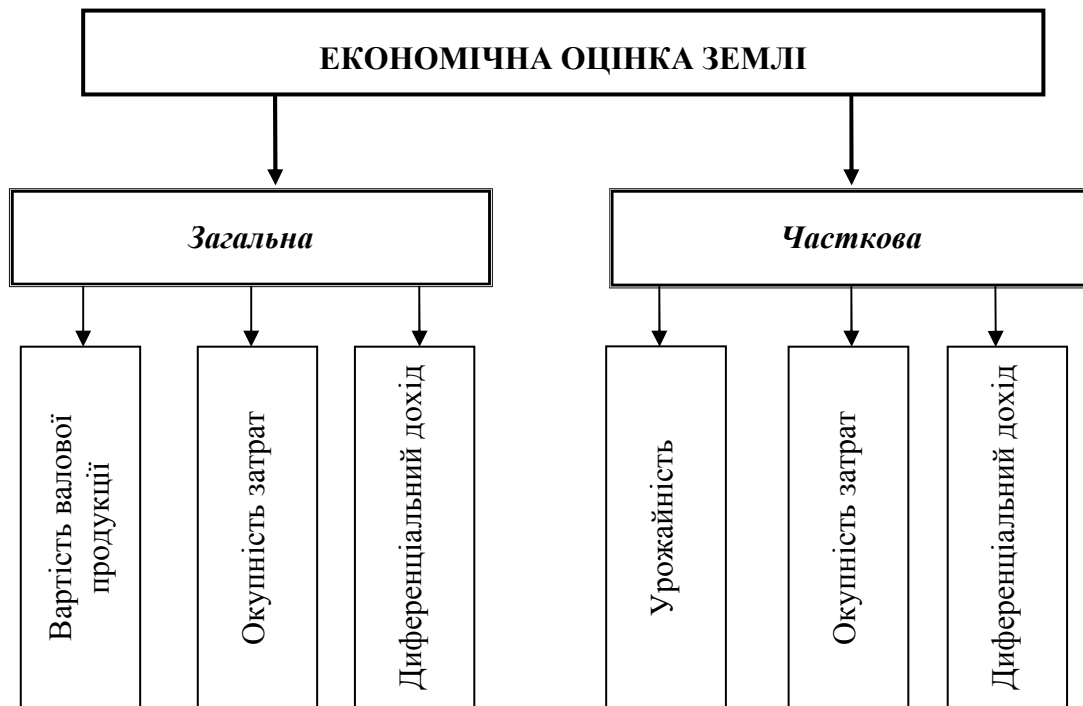 ЕКОНОМІЧНА ОЦІНКА ЗЕМЛІ
Загальна
Часткова
Вартість валової
продукції
Окупність затрат
Диференціальний дохід
Урожайність
Окупність затрат
Диференціальний дохід